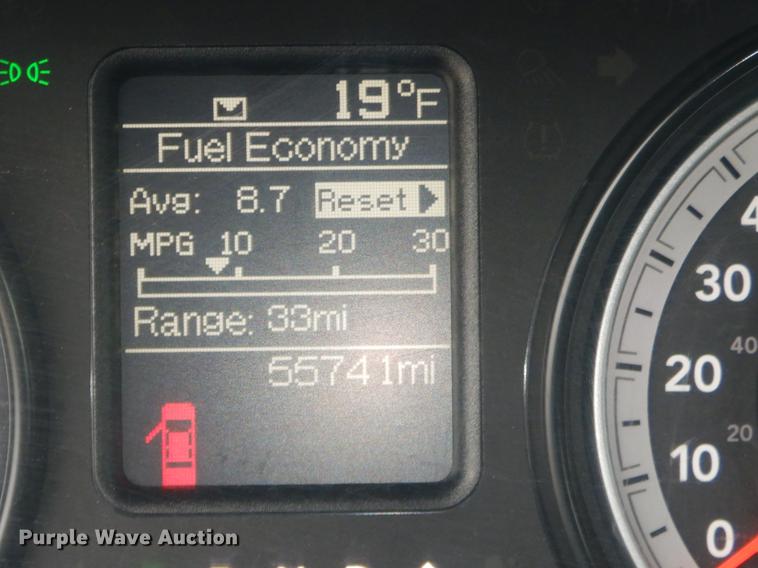 19°F
Fuel Economy
Avg: 8.7 Reset
MPG 10 20 30
Range: 33mi
55741mi
30
40
20
20
10
0
Purple Wave Auction